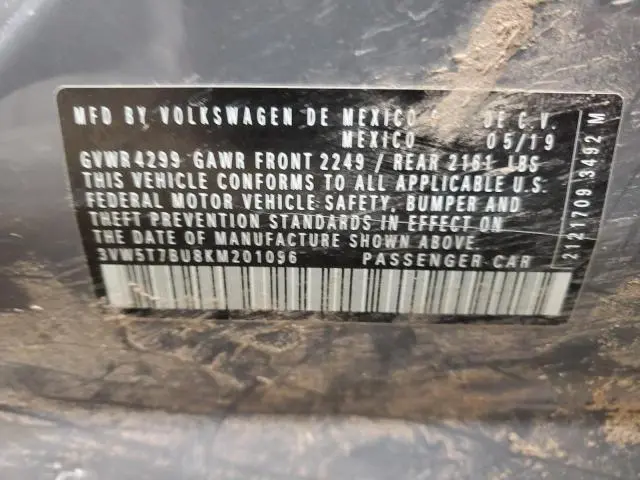 MFD BY VOLKSWAGEN DE MEXICO DE C.V.
MEXICO 05/19
GVWR 4299 GAWR FRONT 2249 / REAR 2161 LBS
THIS VEHICLE CONFORMS TO ALL APPLICABLE U.S.
FEDERAL MOTOR VEHICLE SAFETY, BUMPER AND
THEFT PREVENTION STANDARDS IN EFFECT ON
THE DATE OF MANUFACTURE SHOWN ABOVE.
3VW5T7BU8KM201096 PASSENGER CAR
2121709.3492 M